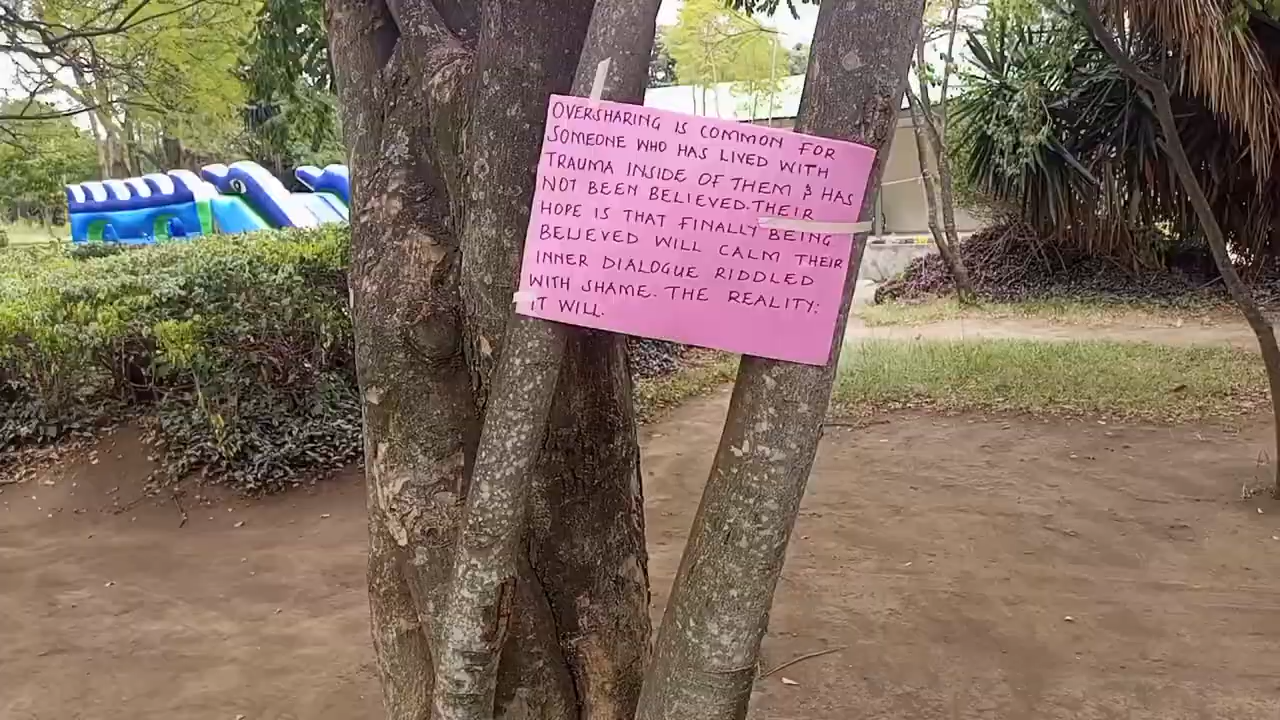 OVERSHARING IS COMMON FOR
SOMEONE WHO HAS LIVED WITH
TRAUMA INSIDE OF THEM & HAS
NOT BEEN BELIEVED. THEIR
HOPE IS THAT FINALLY BEING
BELIEVED WILL CALM THEIR
INNER DIALOGUE RIDDLED
WITH SHAME. THE REALITY:
IT WILL.